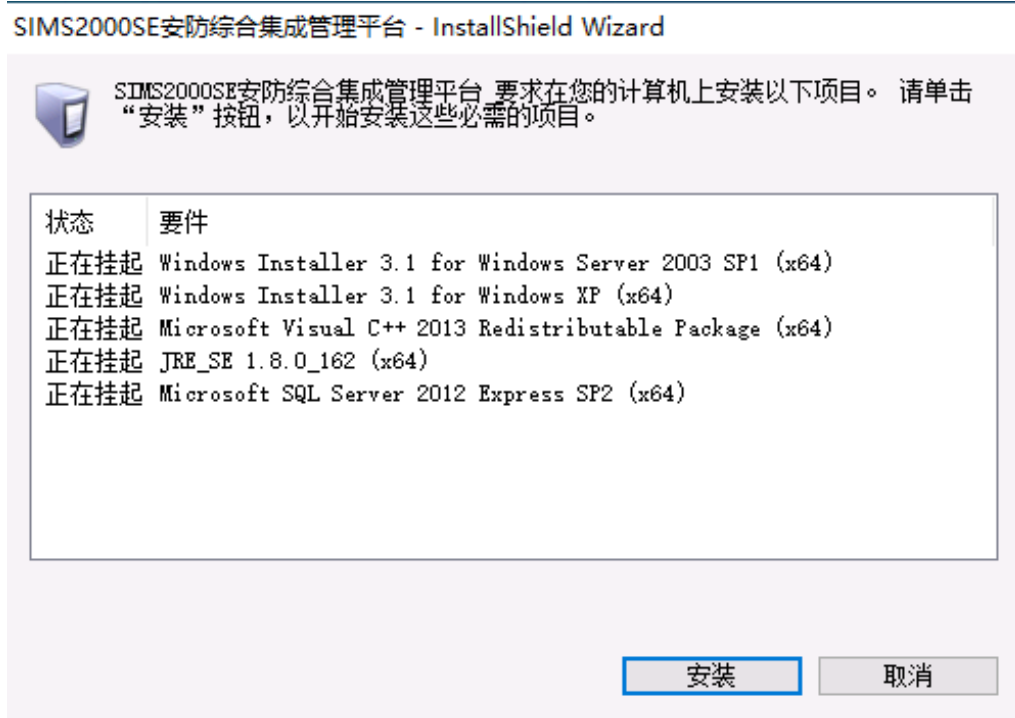 SIMS2000SE安防综合集成管理平台 - InstallShield Wizard
SIMS2000SE安防综合集成管理平台 要求在您的计算机上安装以下项目。 请单击
“安装”按钮，以开始安装这些必需的项目。
状态 要件
正在挂起 Windows Installer 3.1 for Windows Server 2003 SP1 (x64)
正在挂起 Windows Installer 3.1 for Windows XP (x64)
正在挂起 Microsoft Visual C++ 2013 Redistributable Package (x64)
正在挂起 JRE_SE 1.8.0_162 (x64)
正在挂起 Microsoft SQL Server 2012 Express SP2 (x64)
安装 取消